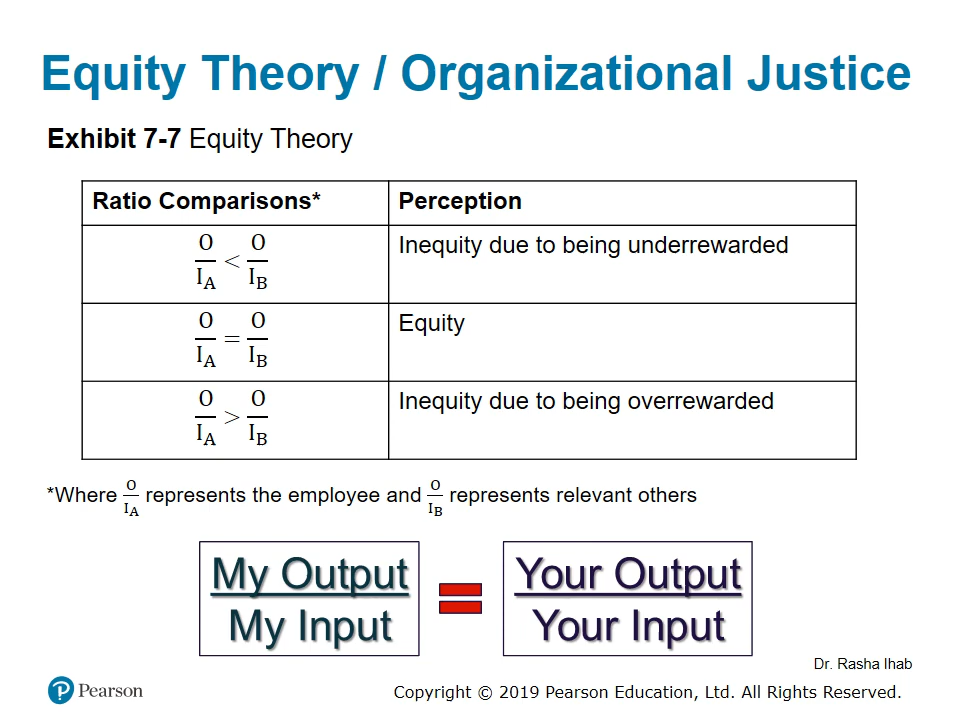 Equity Theory / Organizational Justice
Exhibit 7-7 Equity Theory
Ratio Comparisons* Perception
O/I_A < O/I_B Inequity due to being underrewarded
O/I_A = O/I_B Equity
O/I_A > O/I_B Inequity due to being overrewarded
*Where O/I_A represents the employee and O/I_B represents relevant others
My Output = Your Output
My Input Your Input
Dr. Rasha Ihab
Pearson
Copyright © 2019 Pearson Education, Ltd. All Rights Reserved.